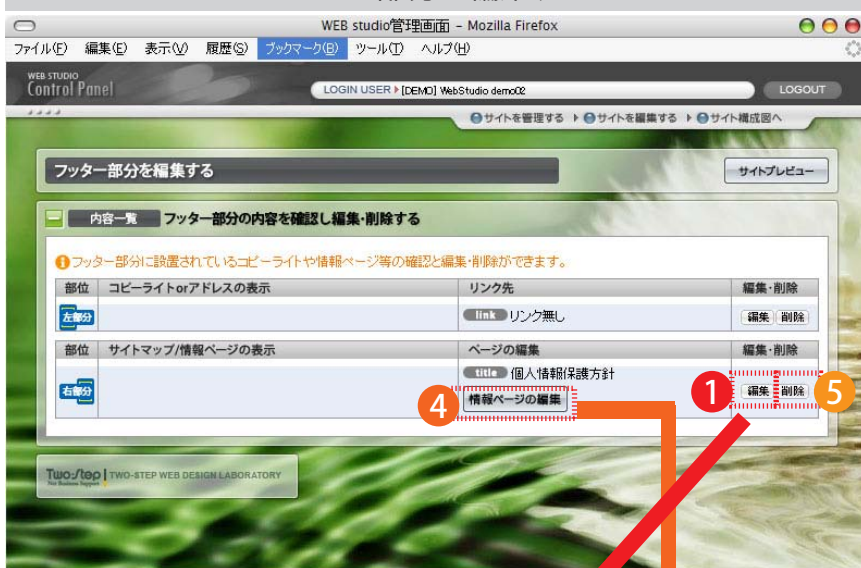 WEB studio管理画面 - Mozilla Firefox
ファイル(F) 編集(E) 表示(V) 履歴(S) ブックマーク(B) ツール(T) ヘルプ(H)
WEB STUDIO
Control Panel
LOGIN USER [DEMO] WebStudio demo02
LOGOUT
サイトを管理する サイトを編集する サイト構成図へ
フッター部分を編集する
サイトプレビュー
内容一覧 フッター部分の内容を確認し編集・削除する
フッター部分に設置されているコピーライトや情報ページ等の確認と編集・削除ができます。
部位 コピーライトorアドレスの表示 リンク先 編集・削除
左部分 link リンク無し 編集 削除
部位 サイトマップ/情報ページの表示 ページの編集 編集・削除
title 個人情報保護方針
右部分 4 情報ページの編集 1 編集 削除 5
Two-Step TWO-STEP WEB DESIGN LABORATORY